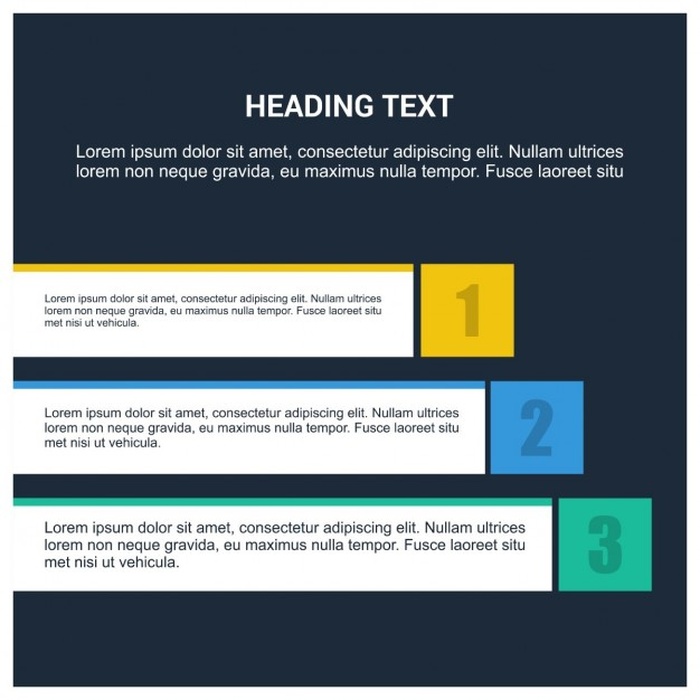 HEADING TEXT
Lorem ipsum dolor sit amet, consectetur adipiscing elit. Nullam ultrices
lorem non neque gravida, eu maximus nulla tempor. Fusce laoreet situ
Lorem ipsum dolor sit amet, consectetur adipiscing elit. Nullam ultrices
lorem non neque gravida, eu maximus nulla tempor. Fusce laoreet situ
met nisi ut vehicula.
1
Lorem ipsum dolor sit amet, consectetur adipiscing elit. Nullam ultrices
lorem non neque gravida, eu maximus nulla tempor. Fusce laoreet situ
met nisi ut vehicula.
2
Lorem ipsum dolor sit amet, consectetur adipiscing elit. Nullam ultrices
lorem non neque gravida, eu maximus nulla tempor. Fusce laoreet situ
met nisi ut vehicula.
3